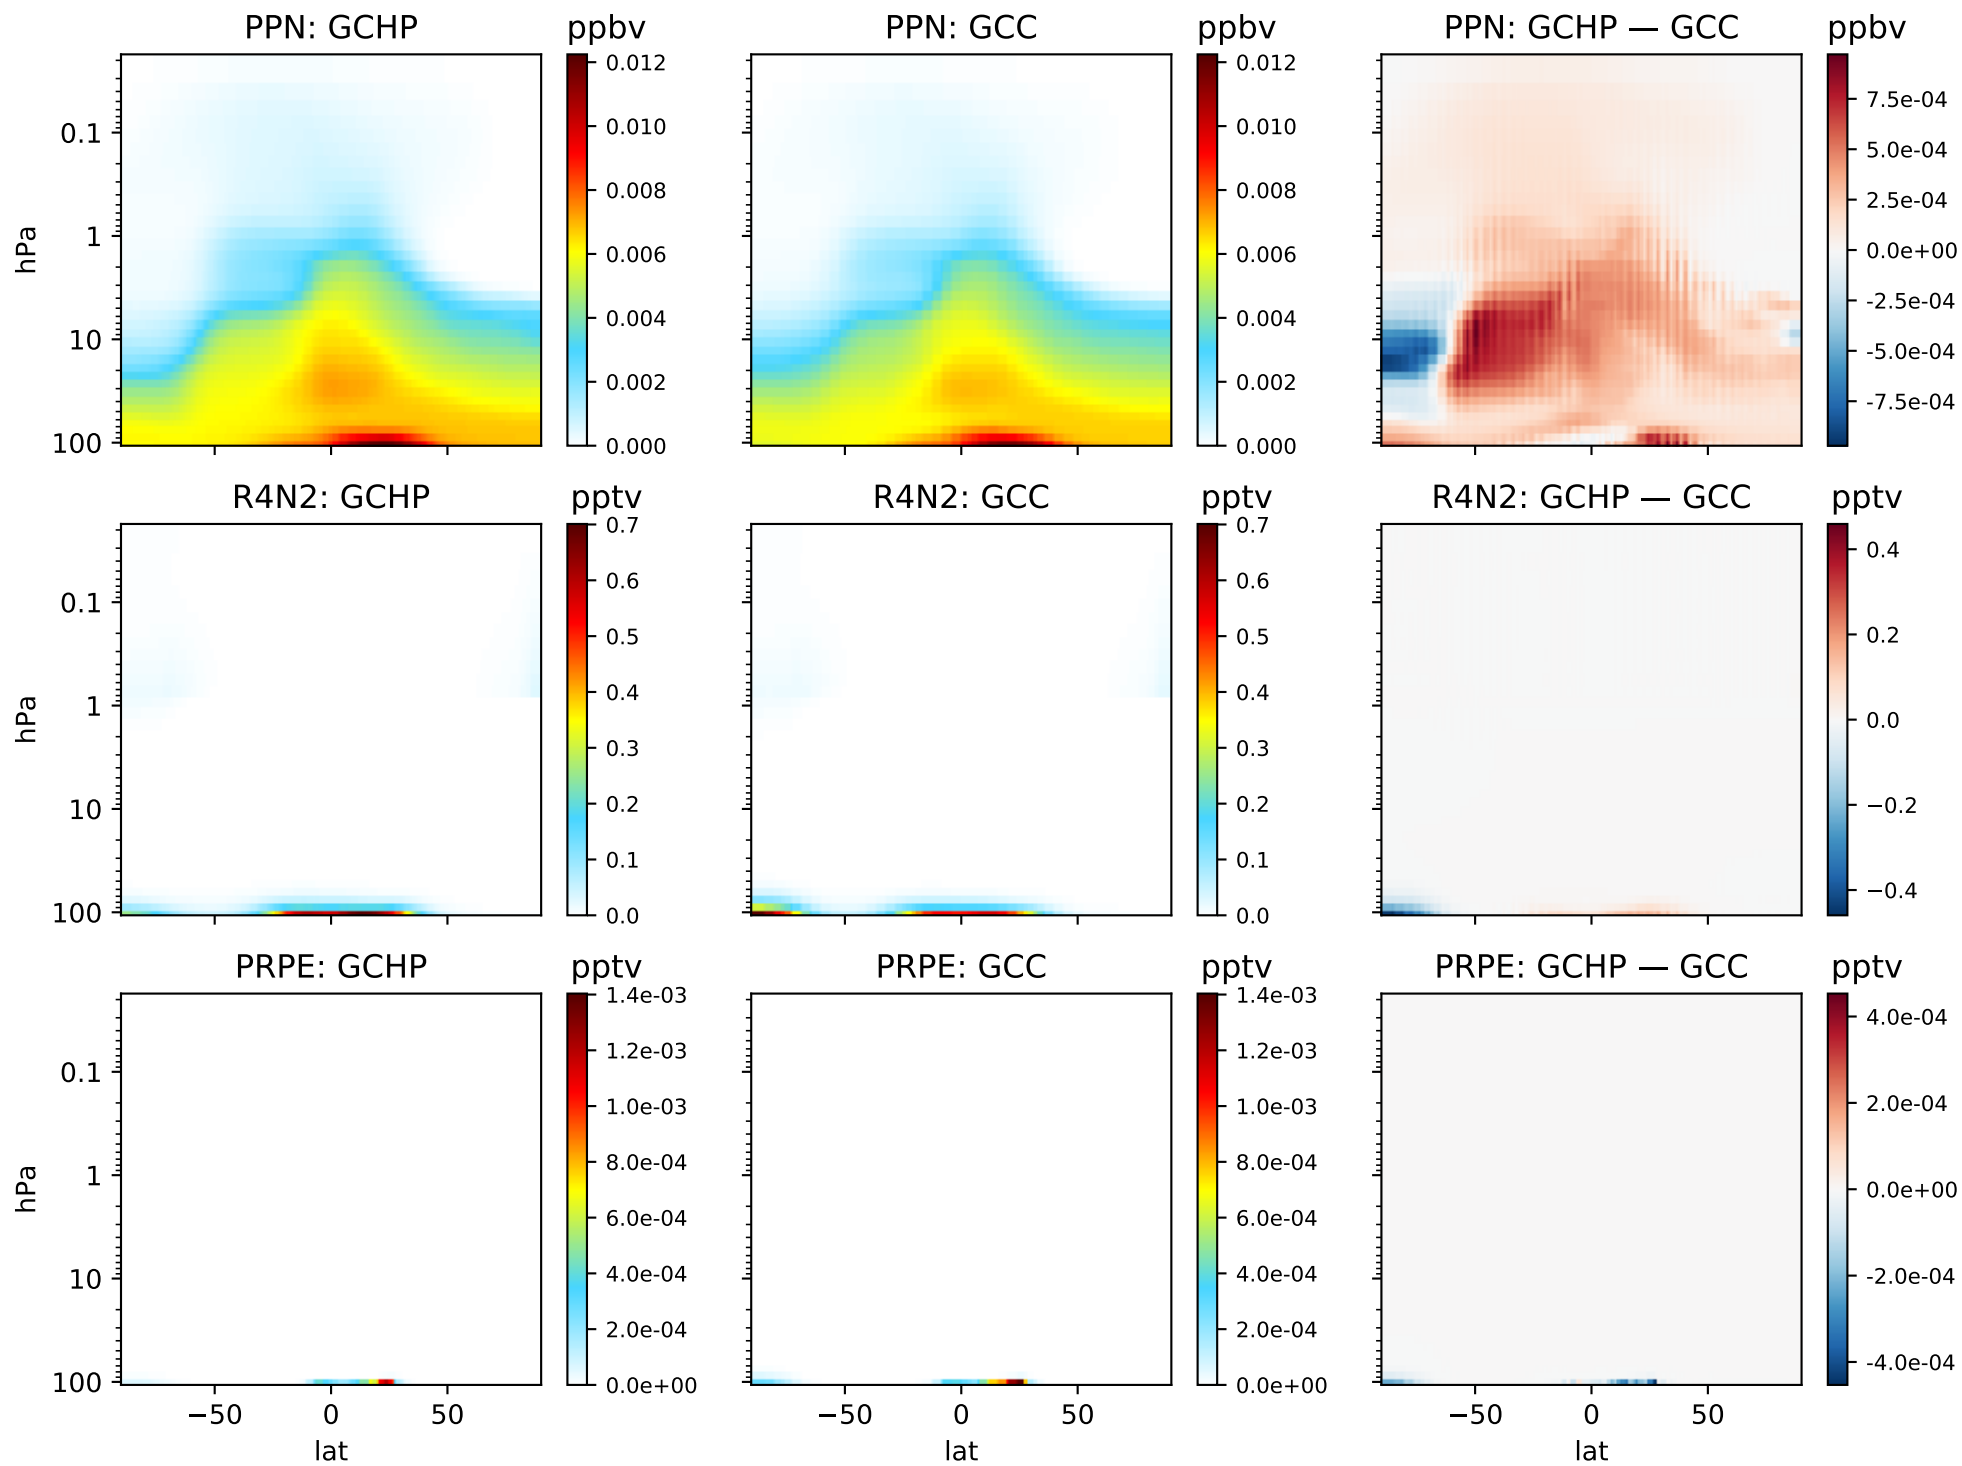 PPN: GCHP ppbv PPN: GCC ppbv PPN: GCHP — GCC ppbv
0.012 0.012
7.5e-04
0.1 0.010 0.010 5.0e-04
0.008 0.008 2.5e-04
hPa 1 0.006 0.006 0.0e+00
0.004 0.004 -2.5e-04
10 0.002 0.002 -5.0e-04
-7.5e-04
100 0.000 0.000
R4N2: GCHP pptv R4N2: GCC pptv R4N2: GCHP — GCC pptv
0.7 0.7
0.4
0.1 0.6 0.6
0.5 0.5 0.2
hPa 1 0.4 0.4 0.0
0.3 0.3
10 0.2 0.2 −0.2
0.1 0.1 −0.4
100 0.0 0.0
PRPE: GCHP pptv PRPE: GCC pptv PRPE: GCHP — GCC pptv
1.4e-03 1.4e-03
4.0e-04
0.1 1.2e-03 1.2e-03
1.0e-03 1.0e-03 2.0e-04
hPa 1 8.0e-04 8.0e-04 0.0e+00
6.0e-04 6.0e-04
10 4.0e-04 4.0e-04 -2.0e-04
2.0e-04 2.0e-04 -4.0e-04
100 0.0e+00 0.0e+00
−50 0 50 −50 0 50 −50 0 50
lat lat lat